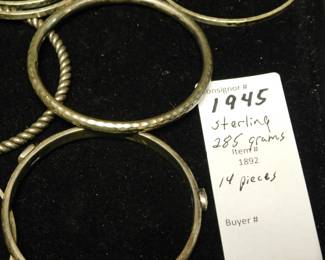 Consignor #
1945
sterling
285 grams
Item#
1892
14 pieces
Buyer #